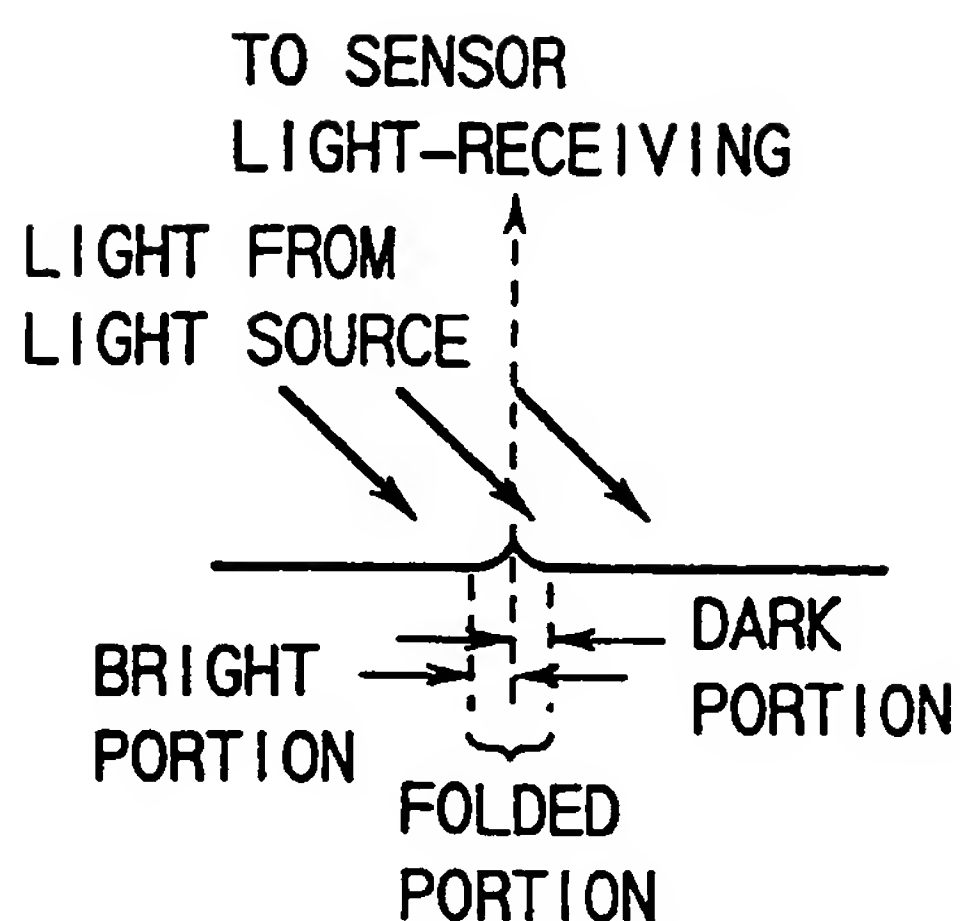 TO SENSOR
LIGHT-RECEIVING
LIGHT FROM
LIGHT SOURCE
BRIGHT
PORTION
DARK
PORTION
FOLDED
PORTION